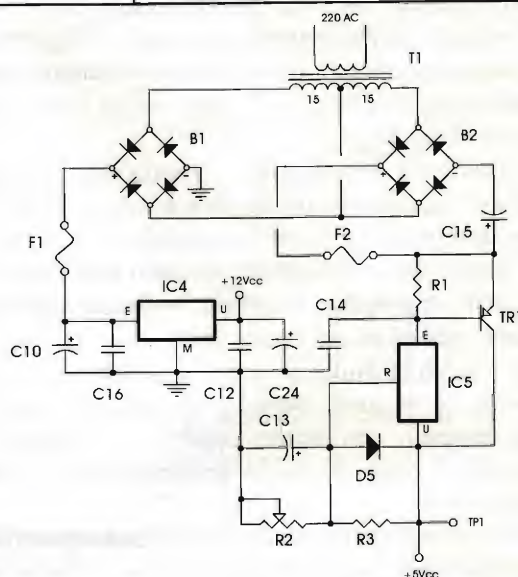 220 AC
T1
15 15
B1
B2
+
-
+
-
C15
+
F1
F2
+12Vcc
IC4
R1
E
U
C14
TR1
C10
+
M
+
E
C16
C12
C24
IC5
R
C13
+
U
D5
R2
R3
TP1
+5Vcc